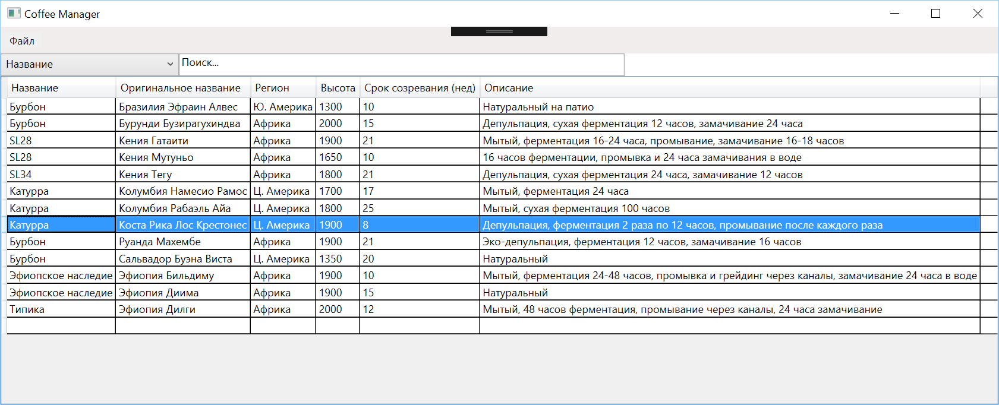 Coffee Manager
Файл
Название Поиск...
Название Оригинальное название Регион Высота Срок созревания (нед) Описание
Бурбон Бразилия Эфраин Алвес Ю. Америка 1300 10 Натуральный на патио
Бурбон Бурунди Бузирагухиндва Африка 2000 15 Депульпация, сухая ферментация 12 часов, замачивание 24 часа
SL28 Кения Гатаити Африка 1900 21 Мытый, ферментация 16-24 часа, промывание, замачивание 16-18 часов
SL28 Кения Мутуньо Африка 1650 10 16 часов ферментации, промывка и 24 часа замачивания в воде
SL34 Кения Тегу Африка 1800 21 Депульпация, сухая ферментация 24 часа, замачивание 12 часов
Катурра Колумбия Намесио Рамос Ц. Америка 1700 17 Мытый, ферментация 24 часа
Катурра Колумбия Рабаэль Айа Ц. Америка 1800 25 Мытый, сухая ферментация 100 часов
Катурра Коста Рика Лос Крестонес Ц. Америка 1900 8 Депульпация, ферментация 2 раза по 12 часов, промывание после каждого раза
Бурбон Руанда Махембе Африка 1900 21 Эко-депульпация, ферментация 12 часов, замачивание 16 часов
Бурбон Сальвадор Буэна Виста Ц. Америка 1350 20 Натуральный
Эфиопское наследие Эфиопия Бильдиму Африка 1900 10 Мытый, ферментация 24-48 часов, промывка и грейдинг через каналы, замачивание 24 часа в воде
Эфиопское наследие Эфиопия Диима Африка 1900 15 Натуральный
Типика Эфиопия Дилги Африка 2000 12 Мытый, 48 часов ферментация, промывание через каналы, 24 часа замачивание